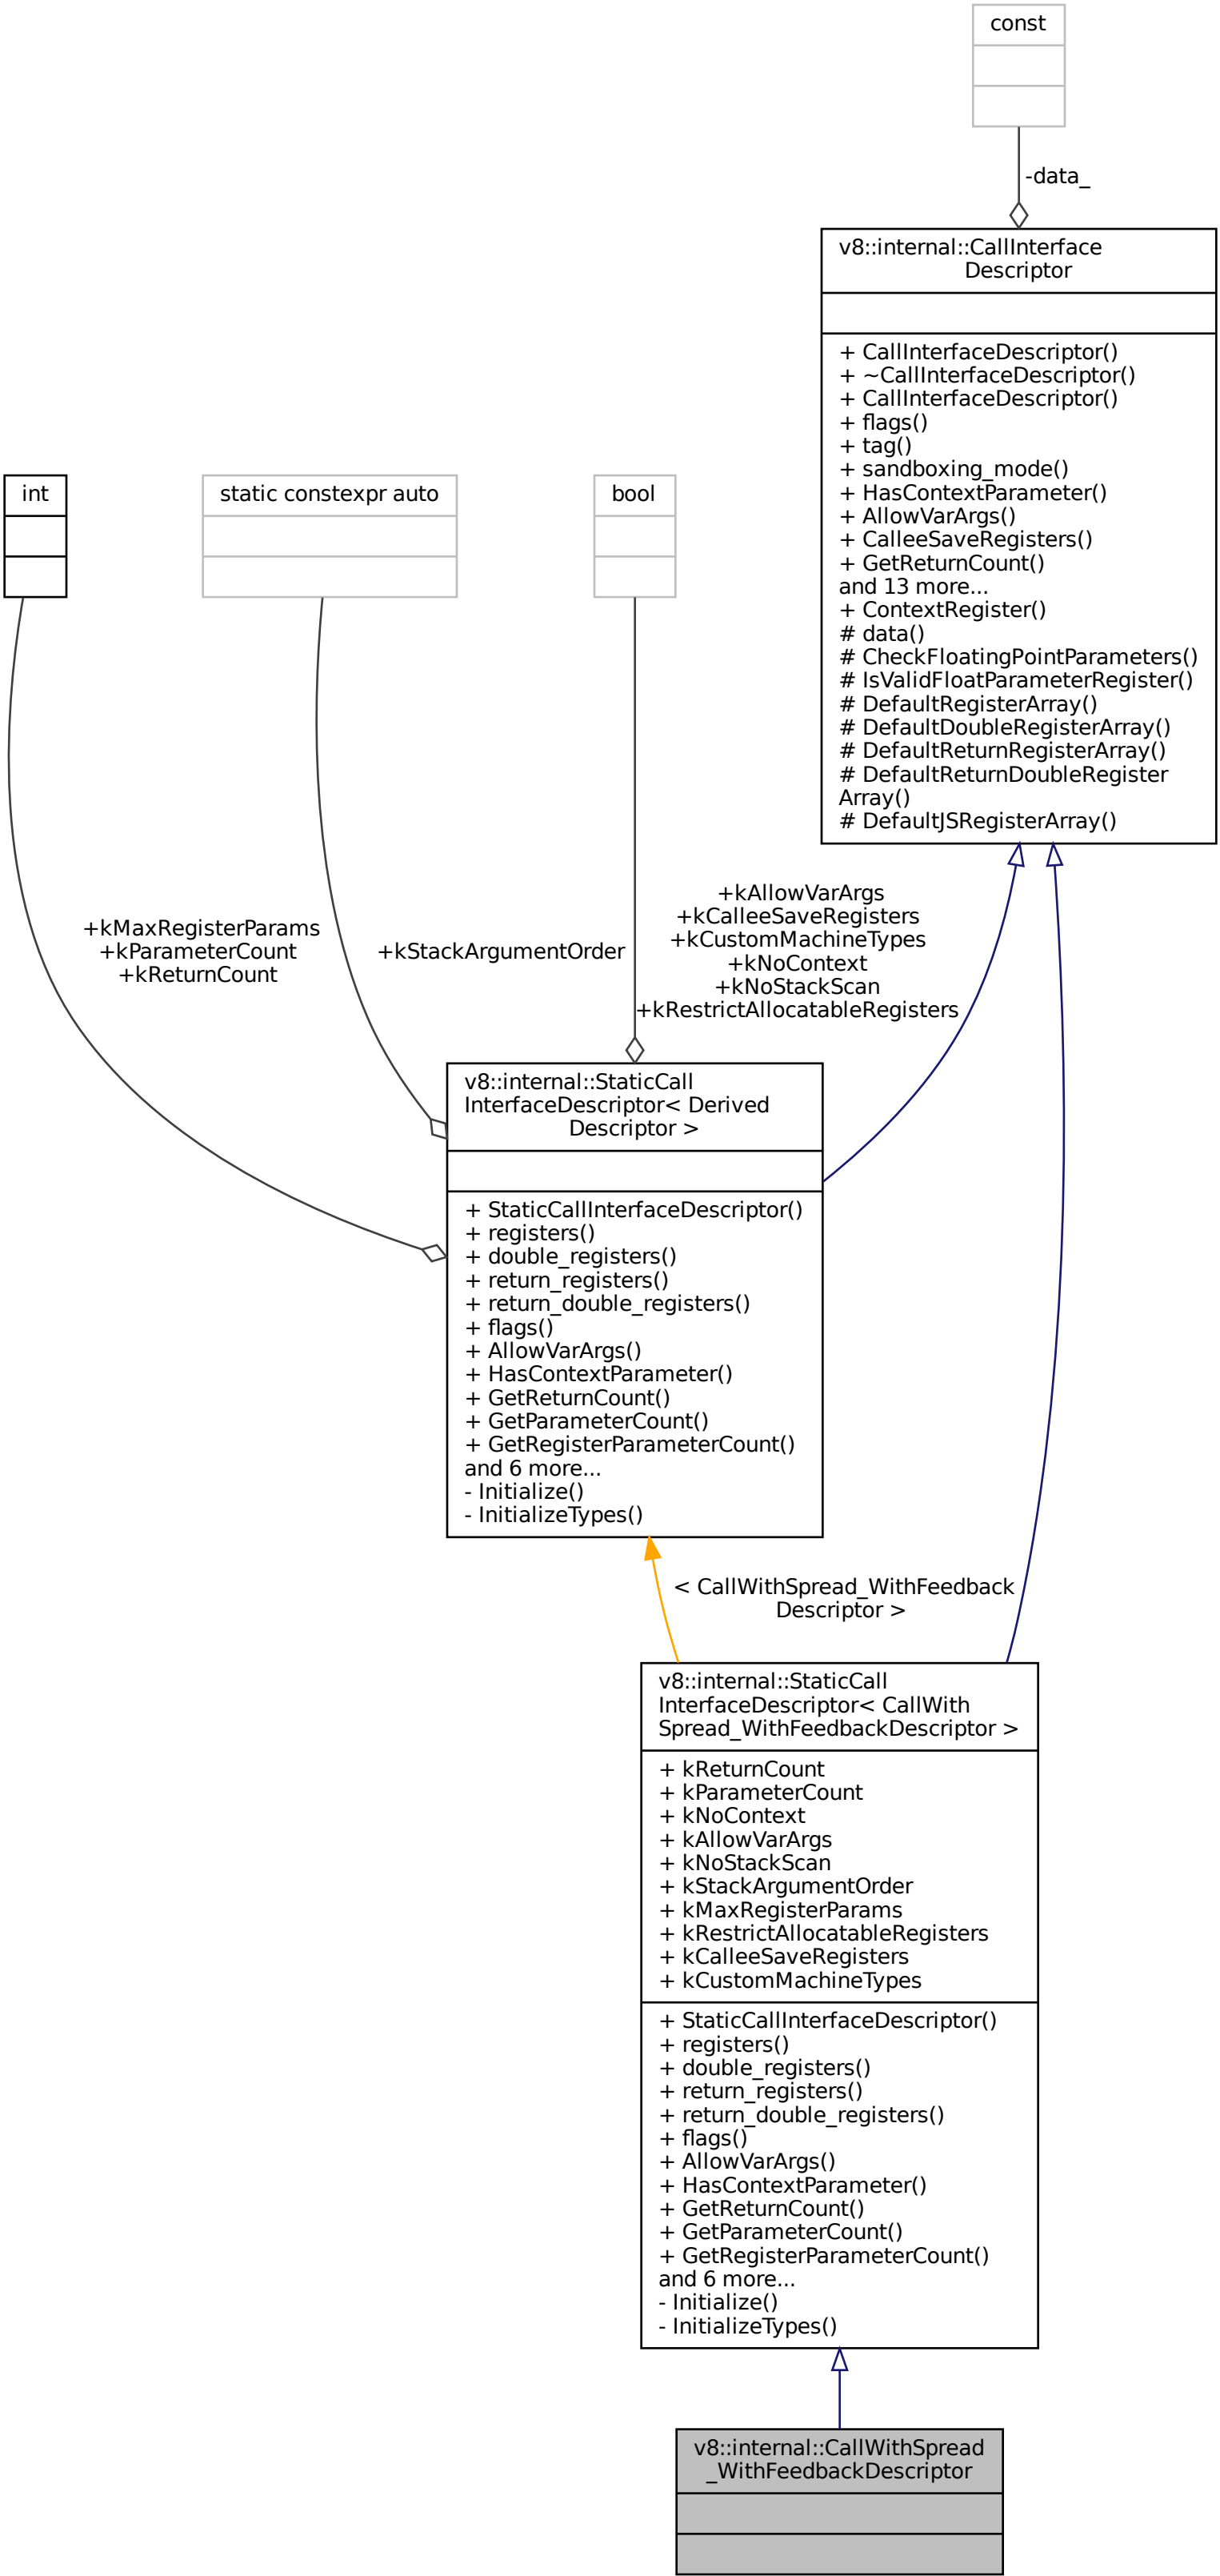 const
-data_
v8::internal::CallInterface
Descriptor
+ CallInterfaceDescriptor()
+ ~CallInterfaceDescriptor()
+ CallInterfaceDescriptor()
+ flags()
+ tag()
+ sandboxing_mode()
+ HasContextParameter()
+ AllowVarArgs()
+ CalleeSaveRegisters()
+ GetReturnCount()
and 13 more...
+ ContextRegister()
# data()
# CheckFloatingPointParameters()
# IsValidFloatParameterRegister()
# DefaultRegisterArray()
# DefaultDoubleRegisterArray()
# DefaultReturnRegisterArray()
# DefaultReturnDoubleRegister
Array()
# DefaultJSRegisterArray()
int
static constexpr auto
bool
+kMaxRegisterParams
+kParameterCount
+kReturnCount
+kStackArgumentOrder
+kAllowVarArgs
+kCalleeSaveRegisters
+kCustomMachineTypes
+kNoContext
+kNoStackScan
+kRestrictAllocatableRegisters
v8::internal::StaticCall
InterfaceDescriptor< Derived
Descriptor >
+ StaticCallInterfaceDescriptor()
+ registers()
+ double_registers()
+ return_registers()
+ return_double_registers()
+ flags()
+ AllowVarArgs()
+ HasContextParameter()
+ GetReturnCount()
+ GetParameterCount()
+ GetRegisterParameterCount()
and 6 more...
- Initialize()
- InitializeTypes()
< CallWithSpread_WithFeedback
Descriptor >
v8::internal::StaticCall
InterfaceDescriptor< CallWith
Spread_WithFeedbackDescriptor >
+ kReturnCount
+ kParameterCount
+ kNoContext
+ kAllowVarArgs
+ kNoStackScan
+ kStackArgumentOrder
+ kMaxRegisterParams
+ kRestrictAllocatableRegisters
+ kCalleeSaveRegisters
+ kCustomMachineTypes
+ StaticCallInterfaceDescriptor()
+ registers()
+ double_registers()
+ return_registers()
+ return_double_registers()
+ flags()
+ AllowVarArgs()
+ HasContextParameter()
+ GetReturnCount()
+ GetParameterCount()
+ GetRegisterParameterCount()
and 6 more...
- Initialize()
- InitializeTypes()
v8::internal::CallWithSpread
_WithFeedbackDescriptor